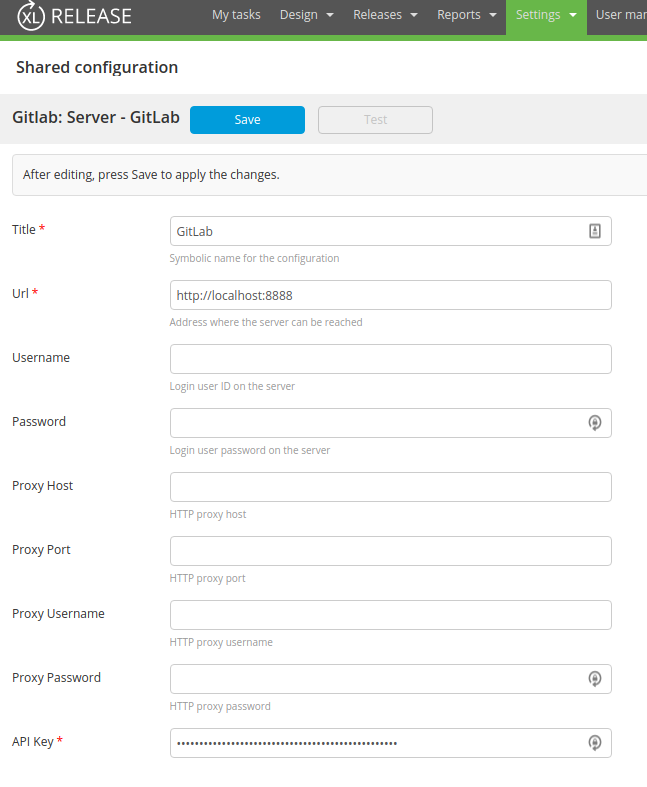 XL RELEASE My tasks Design Releases Reports Settings User mar
Shared configuration
Gitlab: Server - GitLab Save Test
After editing, press Save to apply the changes.
Title * GitLab
Symbolic name for the configuration
Url * http://localhost:8888
Address where the server can be reached
Username
Login user ID on the server
Password
Login user password on the server
Proxy Host
HTTP proxy host
Proxy Port
HTTP proxy port
Proxy Username
HTTP proxy username
Proxy Password
HTTP proxy password
API Key * •••••••••••••••••••••••••••••••••••••••••••••••••